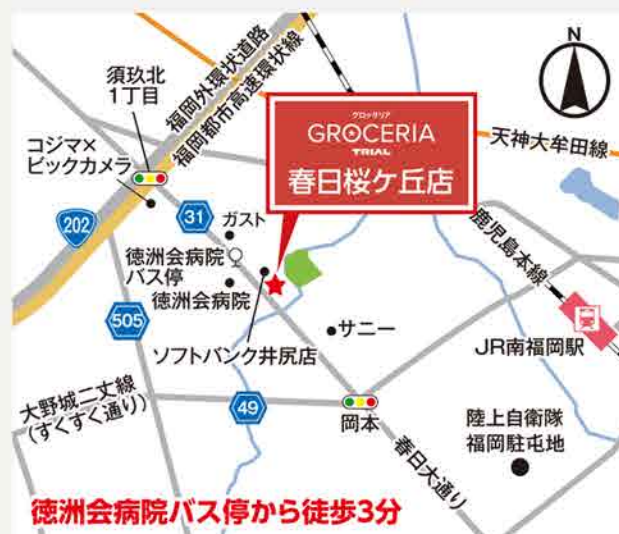 福岡外環状道路
福岡都市高速環状線
須玖北
1丁目
コジマ×
ビックカメラ
202
31
ガスト
徳洲会病院
バス停
徳洲会病院
505
ソフトバンク井尻店
グロッサリア
GROCERIA
TRIAL
春日桜ケ丘店
N
天神大牟田線
鹿児島本線
JR南福岡駅
サニー
大野城二丈線
(すくすく通り)
49
岡本
春日大通り
陸上自衛隊
福岡駐屯地
徳洲会病院バス停から徒歩3分